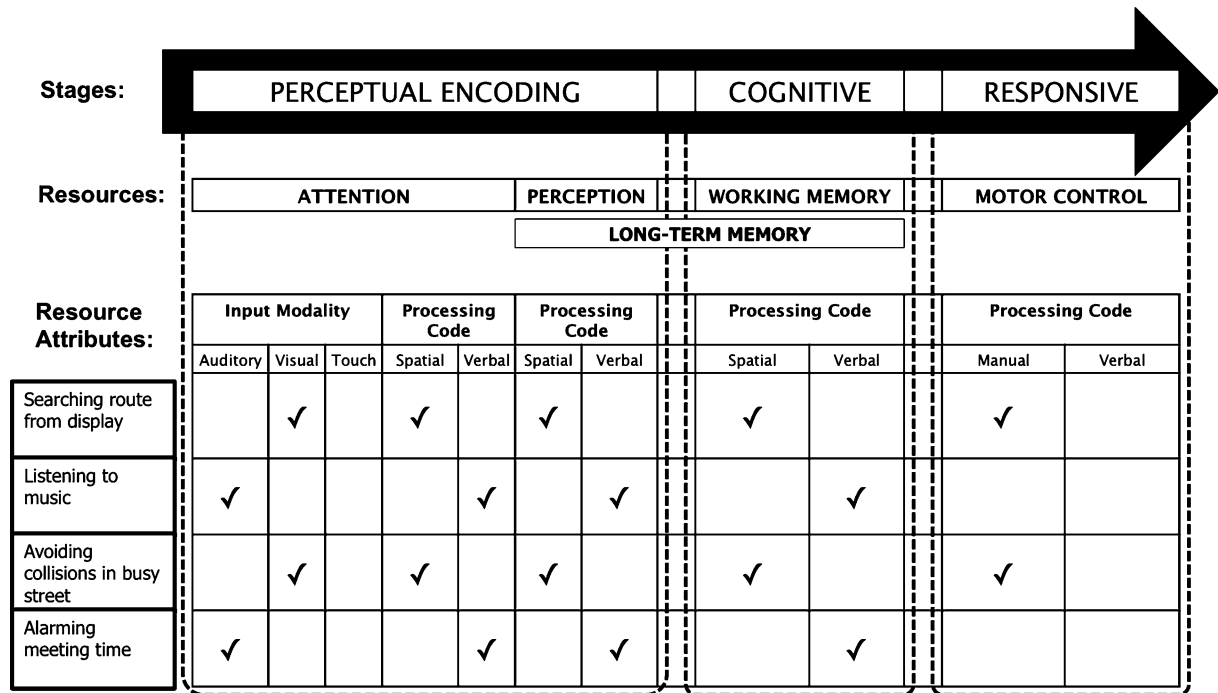 Stages:
PERCEPTUAL ENCODING
COGNITIVE
RESPONSIVE
Resources:
ATTENTION
PERCEPTION
WORKING MEMORY
MOTOR CONTROL
LONG-TERM MEMORY
Resource
Attributes:
Input Modality
Processing
Code
Processing
Code
Processing Code
Processing Code
Auditory
Visual
Touch
Spatial
Verbal
Spatial
Verbal
Spatial
Verbal
Manual
Verbal
Searching route
from display
Listening to
music
Avoiding
collisions in busy
street
Alarming
meeting time